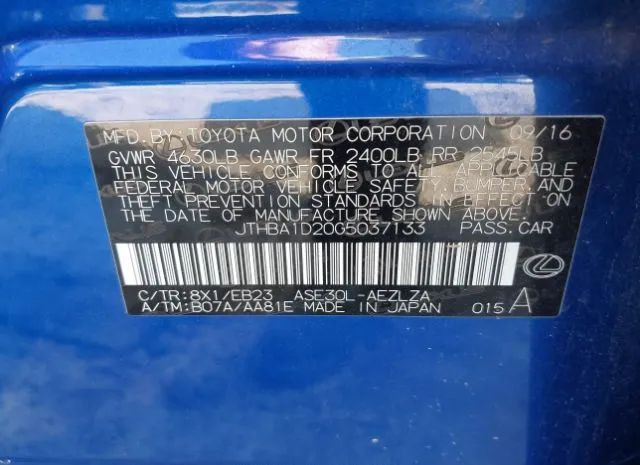 MFD. BY: TOYOTA MOTOR CORPORATION 09/16
GVWR 4630LB GAWR FR 2400LB RR 2545LB
THIS VEHICLE CONFORMS TO ALL APPLICABLE
FEDERAL MOTOR VEHICLE SAFETY, BUMPER, AND
THEFT PREVENTION STANDARDS IN EFFECT ON
THE DATE OF MANUFACTURE SHOWN ABOVE.
JTHBA1D20G5037133 PASS.CAR
C/TR:8X1/EB23 ASE30L-AEZLZA
A/TM:B07A/AA81E MADE IN JAPAN 015 A